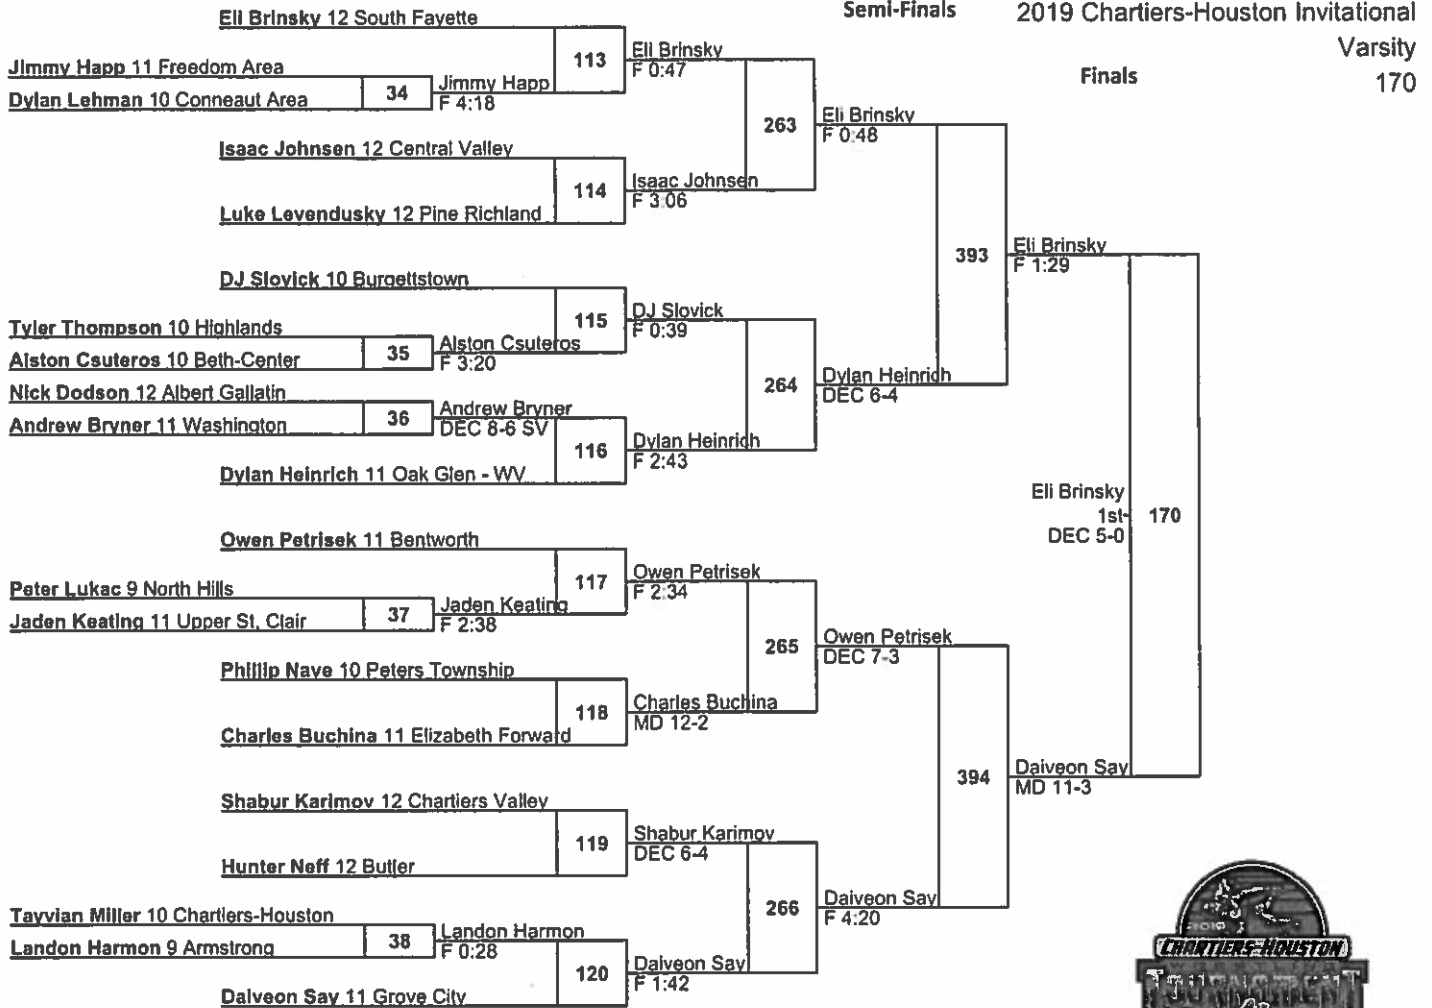 Semi-Finals
2019 Chartiers-Houston Invitational
Varsity
Finals
170
Eli Brinsky 12 South Fayette
113
Eli Brinsky
F 0:47
Jimmy Happ 11 Freedom Area
34
Jimmy Happ
F 4:18
Dylan Lehman 10 Conneaut Area
263
Eli Brinsky
F 0:48
Isaac Johnsen 12 Central Valley
114
Isaac Johnsen
F 3:06
Luke Levendusky 12 Pine Richland
393
Eli Brinsky
F 1:29
DJ Slovick 10 Burgettstown
115
DJ Slovick
F 0:39
Tyler Thompson 10 Highlands
35
Alston Csuteros
F 3:20
Alston Csuteros 10 Beth-Center
264
Dylan Heinrich
DEC 6-4
Nick Dodson 12 Albert Gallatin
36
Andrew Bryner
DEC 8-6 SV
Andrew Bryner 11 Washington
116
Dylan Heinrich
F 2:43
Dylan Heinrich 11 Oak Glen - WV
Eli Brinsky
1st
DEC 5-0
170
Owen Petrisek 11 Bentworth
117
Owen Petrisek
F 2:34
Peter Lukac 9 North Hills
37
Jaden Keating
F 2:38
Jaden Keating 11 Upper St, Clair
265
Owen Petrisek
DEC 7-3
Phillip Nave 10 Peters Township
118
Charles Buchina
MD 12-2
Charles Buchina 11 Elizabeth Forward
394
Daiveon Say
MD 11-3
Shabur Karimov 12 Chartiers Valley
119
Shabur Karimov
DEC 6-4
Hunter Neff 12 Butler
266
Daiveon Say
F 4:20
Tayvian Miller 10 Chartiers-Houston
38
Landon Harmon
F 0:28
Landon Harmon 9 Armstrong
120
Daiveon Say
F 1:42
Daiveon Say 11 Grove City
CHARTIERS-HOUSTON